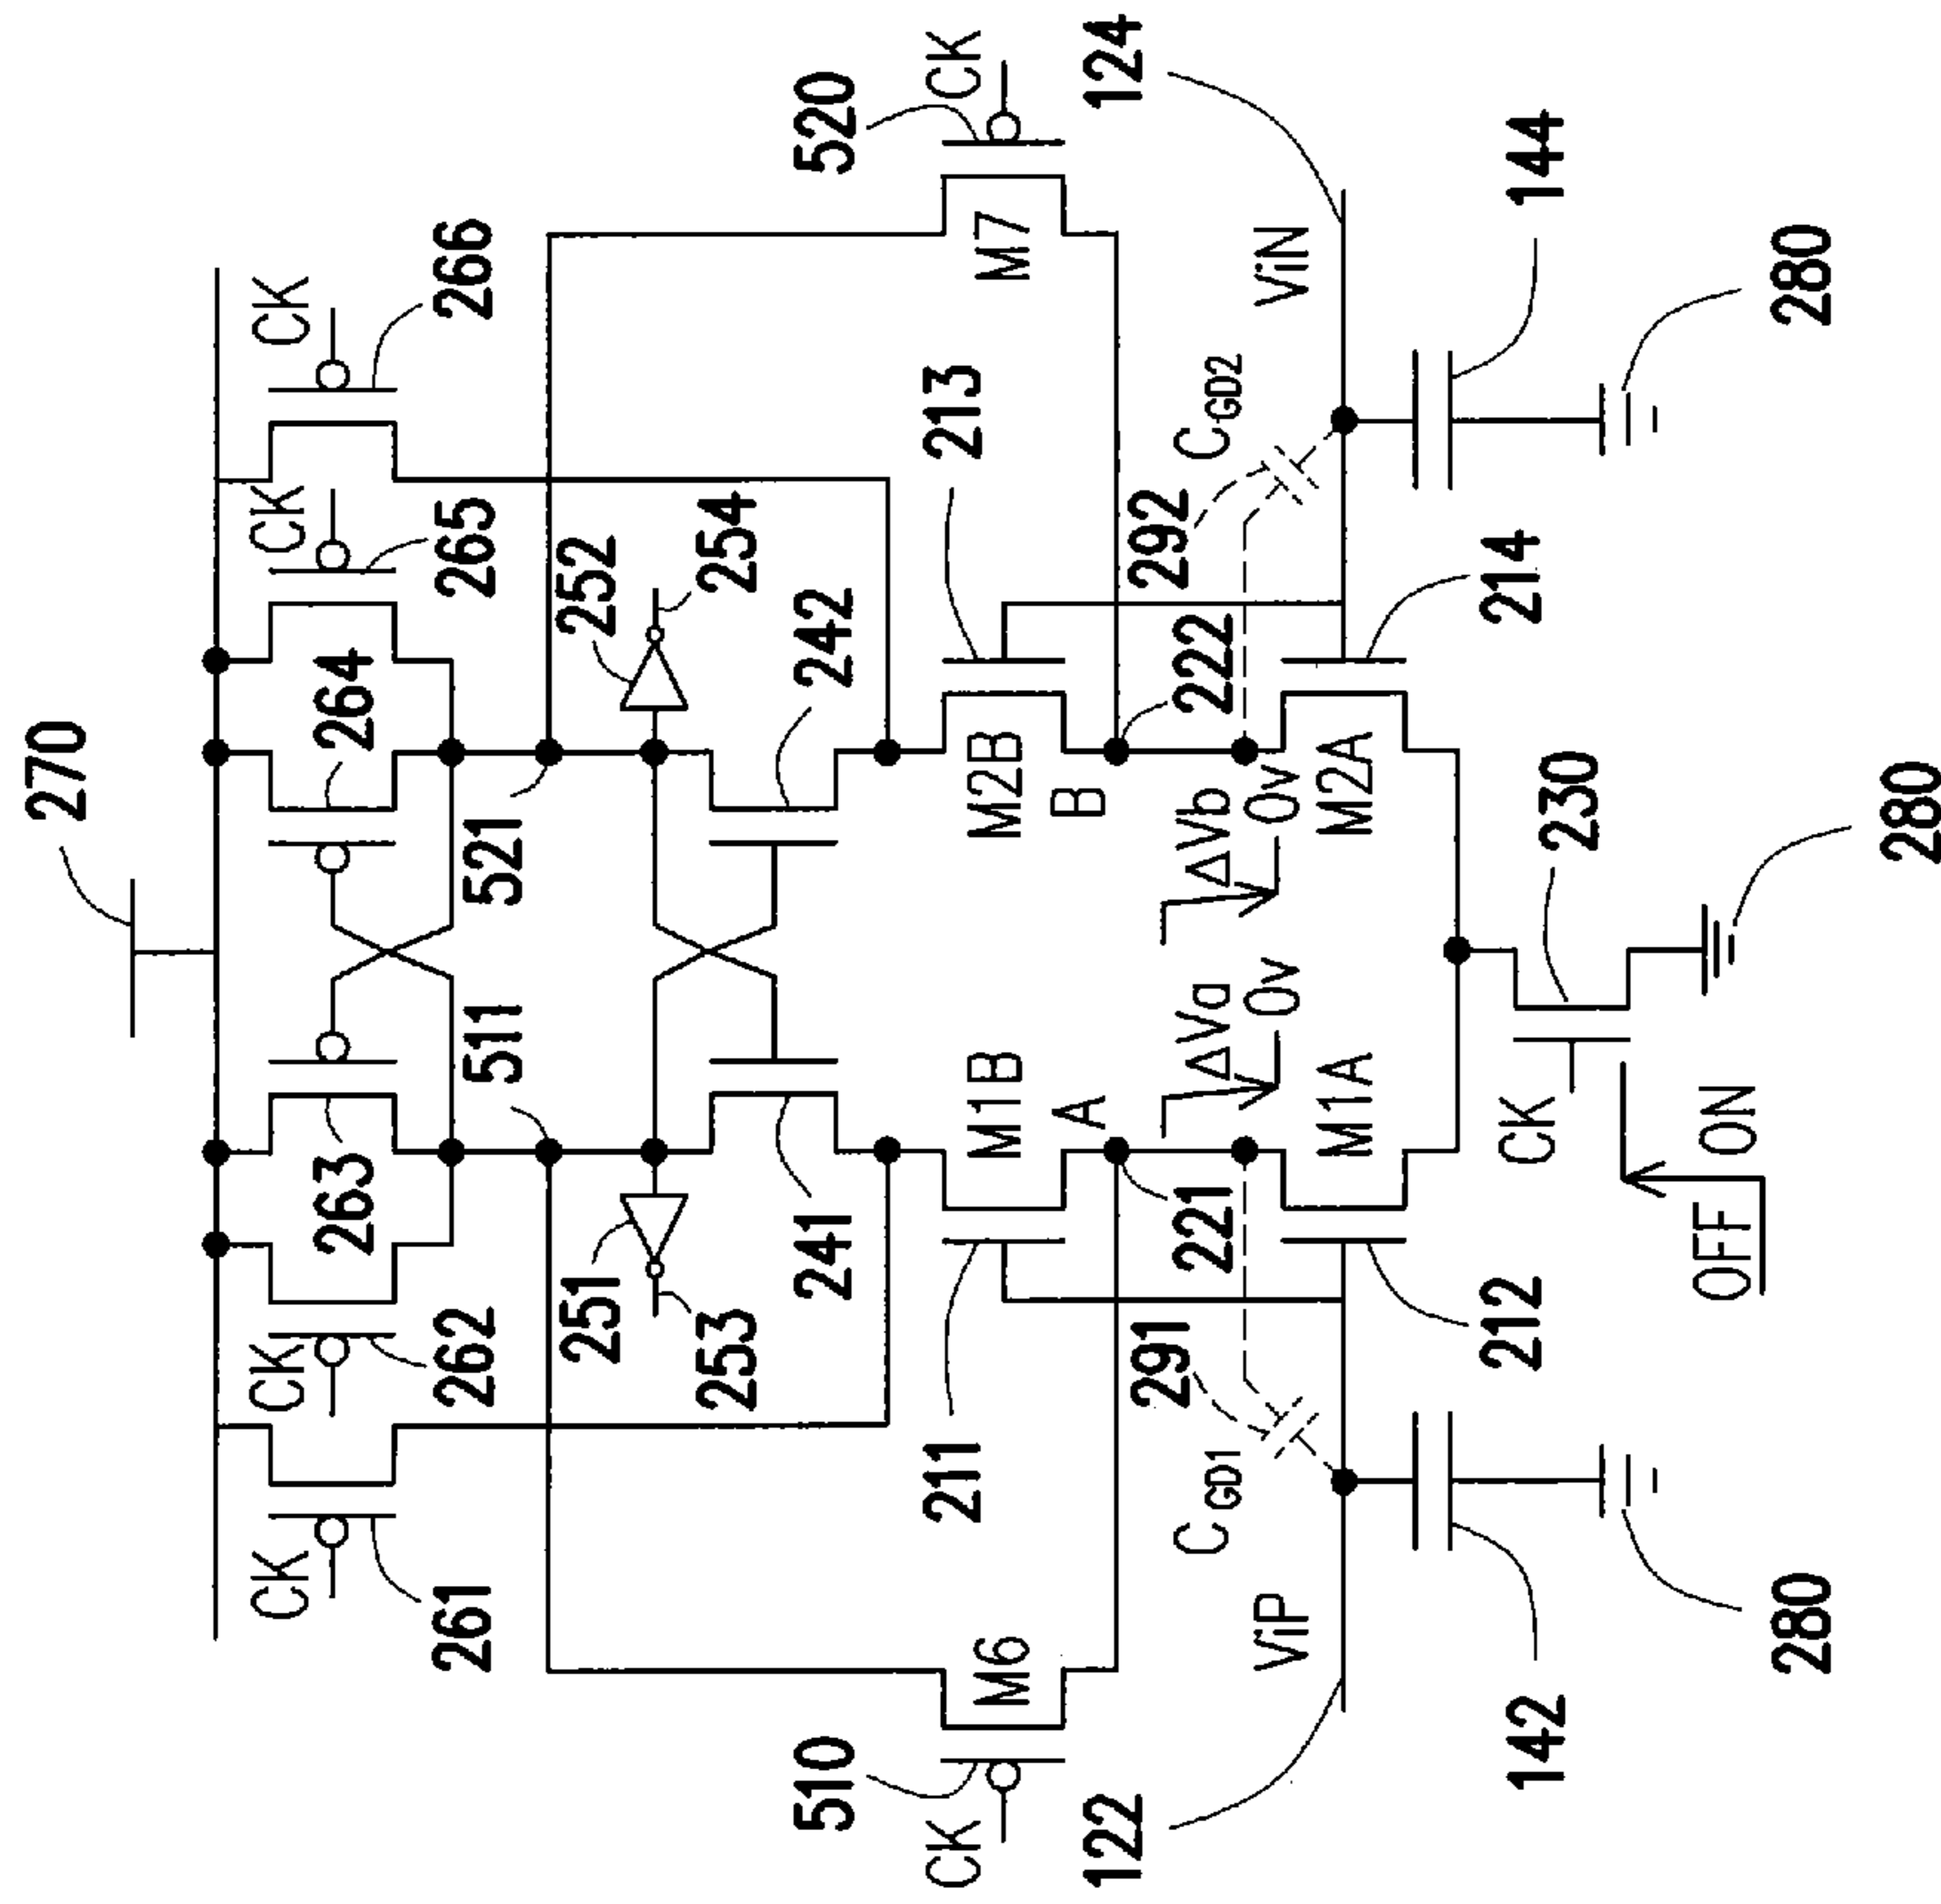 270
CK
CK
CK
CK
263
264
261
262
511
521
265
266
251
252
253
254
510
241
242
520
CK
211
213
CK
M6
M1B
M2B
M7
A
B
122
124
291
292
C_GD1
221
ΔVa
ΔVb
222
C_GD2
ViP
0v
0v
ViN
M1A
M2A
212
CK
214
142
230
144
OFF
ON
280
280
280